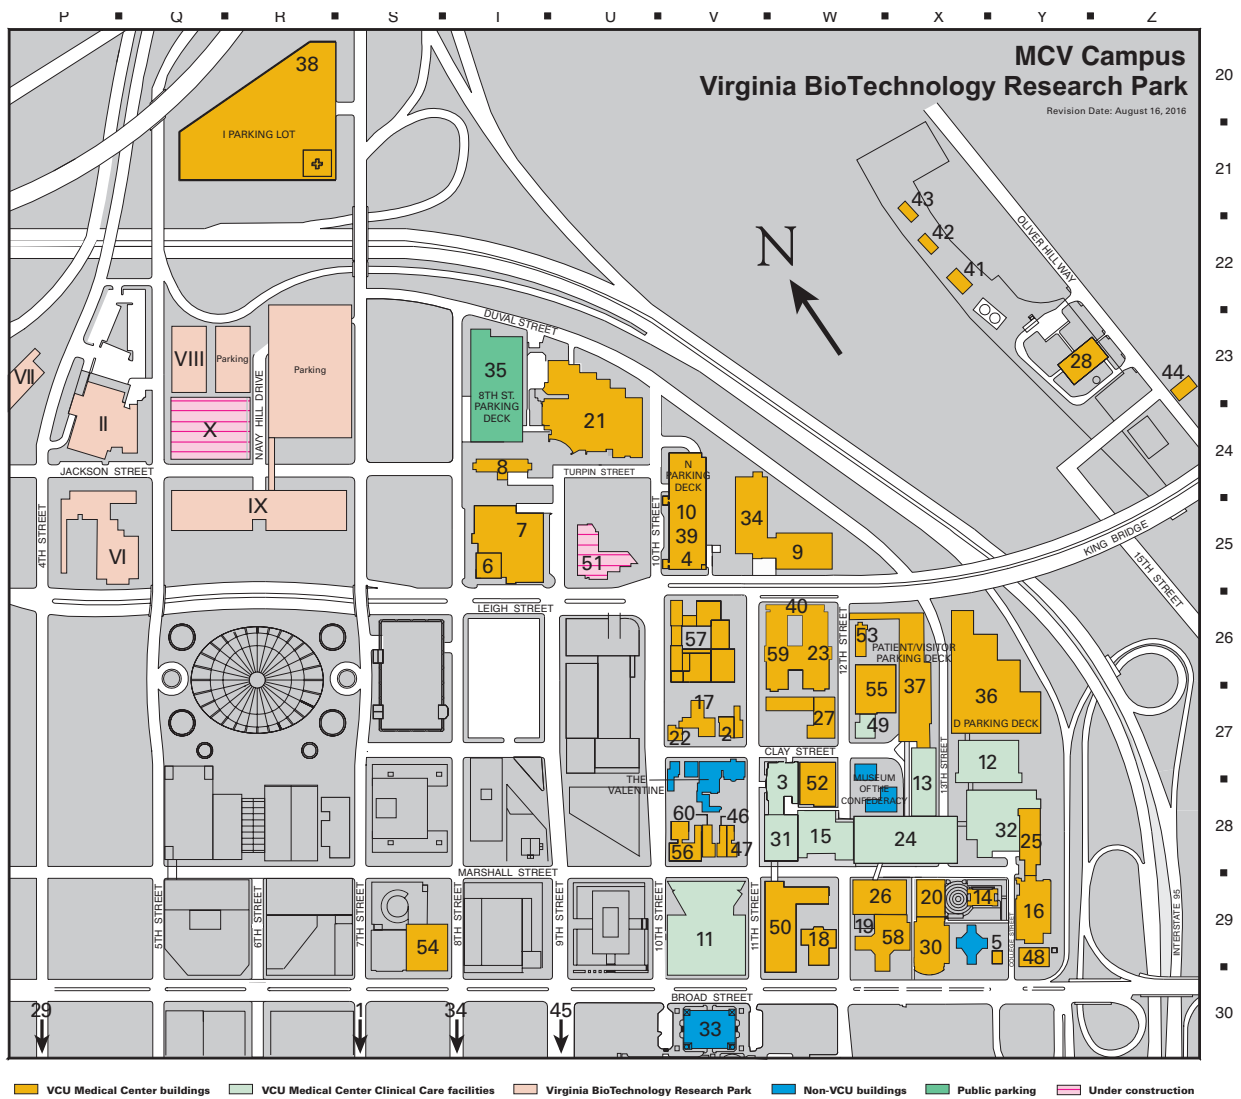 P Q R S I U V W X Y Z
MCV Campus
Virginia BioTechnology Research Park
Revision Date: August 16, 2016
20
21
22
23
24
25
26
27
28
29
30
38
I PARKING LOT
43
42
41
OLIVER HILL WAY
N
28
44
DUVAL STREET
VII
VIII
Parking
Parking
35
8TH ST.
PARKING
DECK
21
II
X
NAVY HILL DRIVE
JACKSON STREET
8
TURPIN STREET
N
PARKING
DECK
10
39
4
34
9
KING BRIDGE
15TH STREET
4TH STREET
VI
IX
7
6
51
10TH STREET
LEIGH STREET
57
40
59
23
12TH STREET
53
PATIENT/VISITOR
PARKING DECK
55
37
36
D PARKING DECK
49
17
22
2
27
CLAY STREET
13TH STREET
THE
VALENTINE
3
52
MUSEUM
OF THE
CONFEDERACY
13
12
60
46
56
47
31
15
24
32
25
MARSHALL STREET
5TH STREET
6TH STREET
7TH STREET
8TH STREET
9TH STREET
10TH STREET
11TH STREET
54
11
50
18
26
19
58
20
30
14
5
COLLEGE STREET
16
48
INTERSTATE 95
BROAD STREET
29
1
34
45
33
VCU Medical Center buildings
VCU Medical Center Clinical Care facilities
Virginia BioTechnology Research Park
Non-VCU buildings
Public parking
Under construction